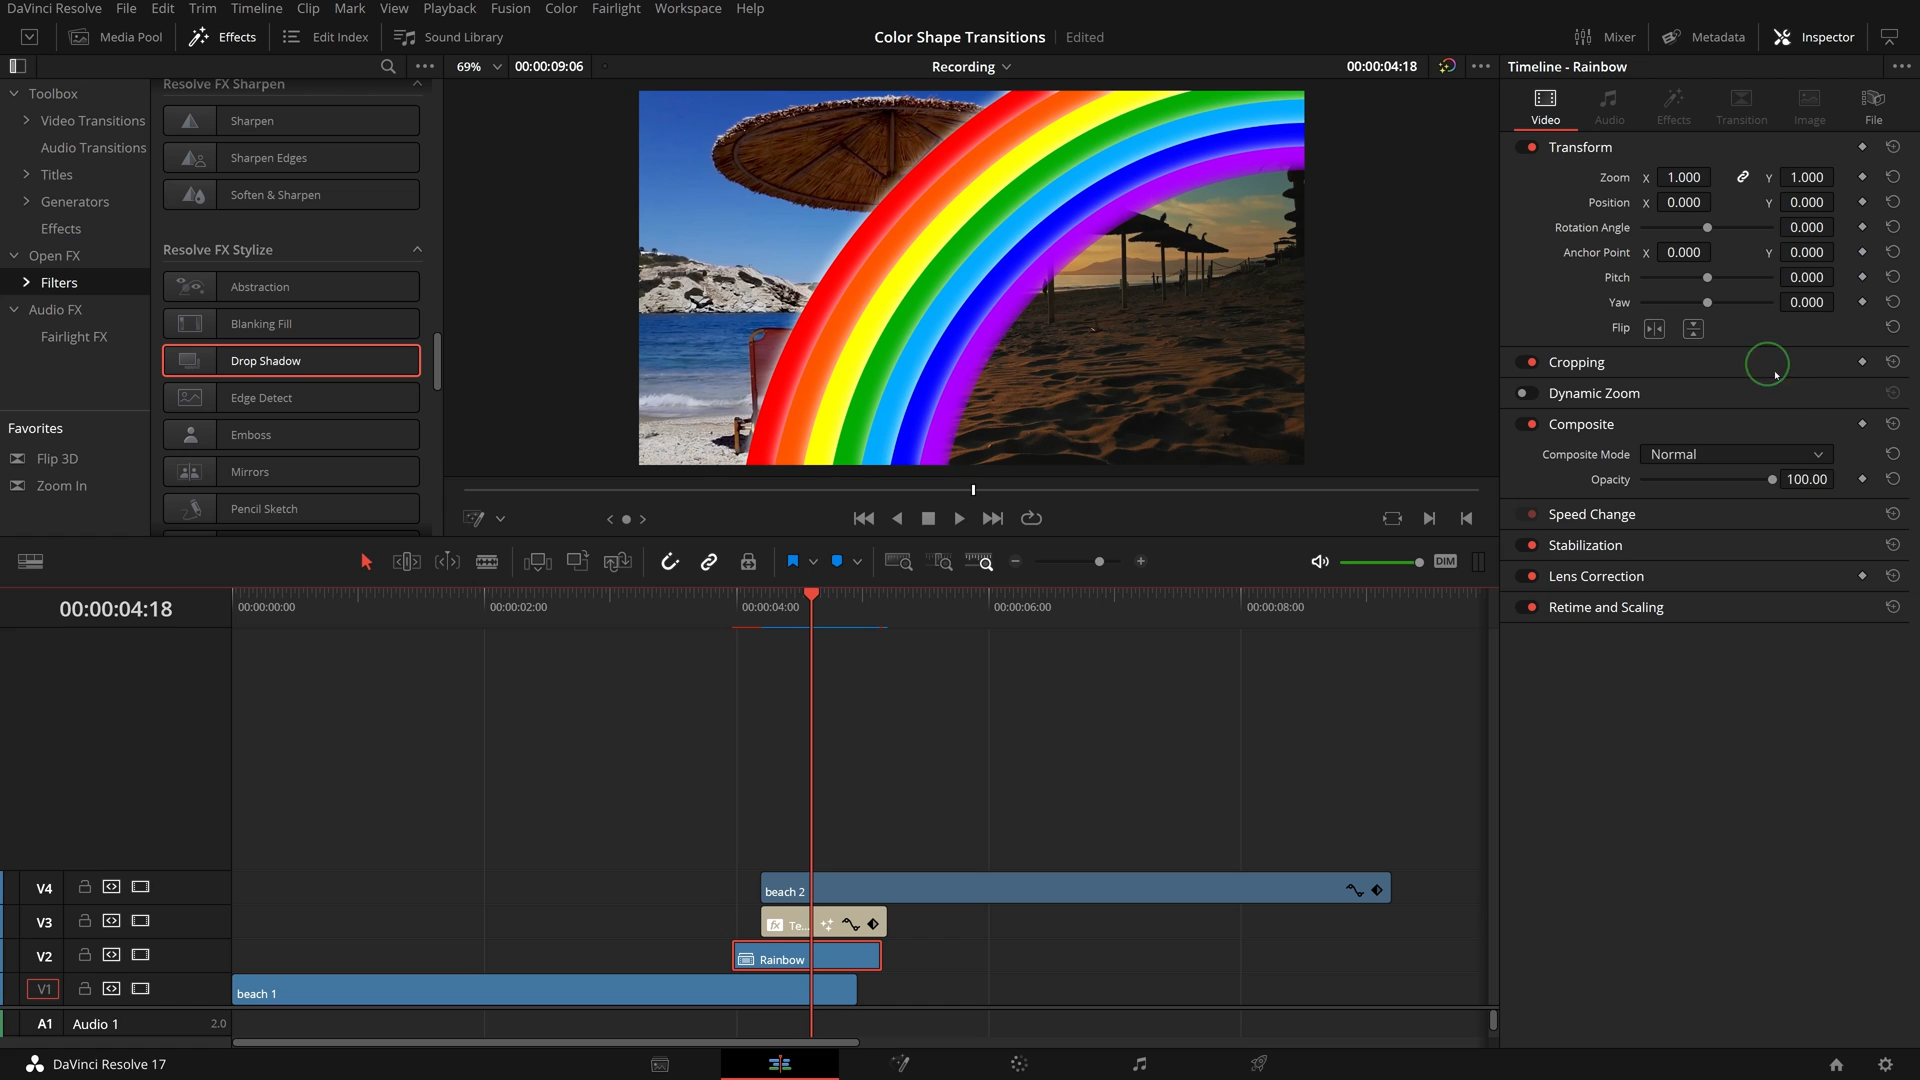 DaVinci Resolve File Edit Trim Timeline Clip Mark View Playback Fusion Color Fairlight Workspace Help
Media Pool Effects Edit Index Sound Library Color Shape Transitions Edited Mixer Metadata Inspector
69% 00:00:09:06 Recording 00:00:04:18 Timeline - Rainbow
Toolbox
Video Transitions
Audio Transitions
Titles
Generators
Effects
Open FX
Filters
Audio FX
Fairlight FX
Favorites
Flip 3D
Zoom In
Resolve FX Sharpen
Sharpen
Sharpen Edges
Soften & Sharpen
Resolve FX Stylize
Abstraction
Blanking Fill
Drop Shadow
Edge Detect
Emboss
Mirrors
Pencil Sketch
Video Audio Effects Transition Image File
Transform
Zoom X 1.000 Y 1.000
Position X 0.000 Y 0.000
Rotation Angle 0.000
Anchor Point X 0.000 Y 0.000
Pitch 0.000
Yaw 0.000
Flip
Cropping
Dynamic Zoom
Composite
Composite Mode Normal
Opacity 100.00
Speed Change
Stabilization
Lens Correction
Retime and Scaling
DIM
00:00:04:18 00:00:00:00 00:00:02:00 00:00:04:00 00:00:06:00 00:00:08:00
V4 beach 2
V3 fx Te...
V2 Rainbow
V1 beach 1
A1 Audio 1 2.0
DaVinci Resolve 17